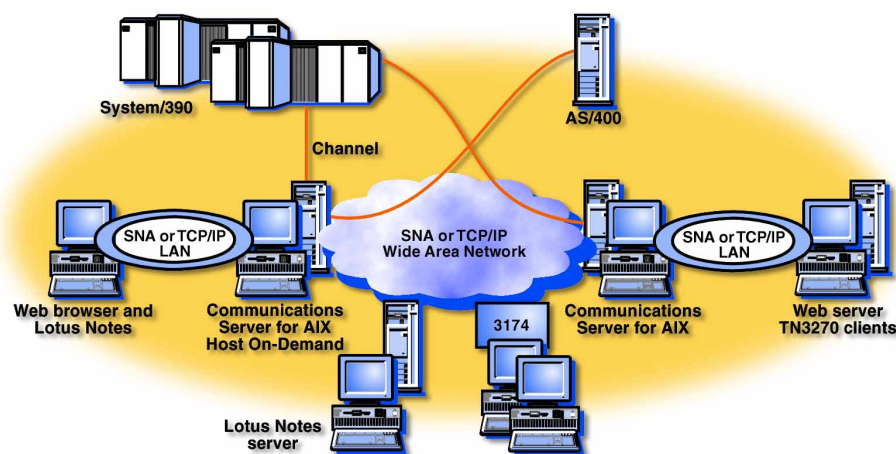 System/390
AS/400
Channel
SNA or TCP/IP
LAN
SNA or TCP/IP
Wide Area Network
SNA or TCP/IP
LAN
Web browser and
Lotus Notes
Communications
Server for AIX
Host On-Demand
3174
Communications
Server for AIX
Web server
TN3270 clients
Lotus Notes
server